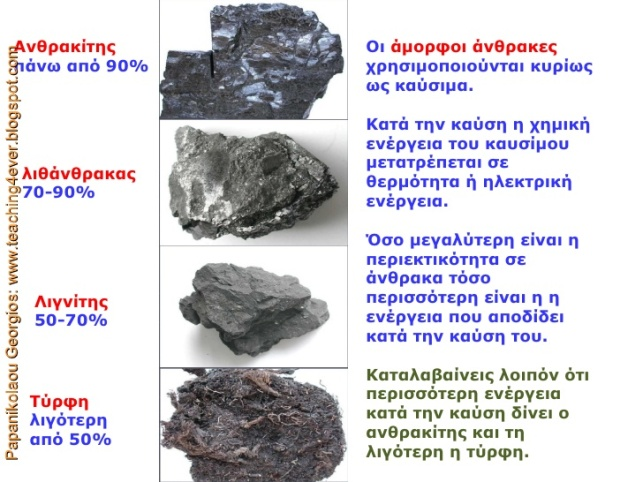 Ανθρακίτης
πάνω από 90%
λιθάνθρακας
70-90%
Λιγνίτης
50-70%
Τύρφη
λιγότερη
από 50%
Οι άμορφοι άνθρακες
χρησιμοποιούνται κυρίως
ως καύσιμα.
Κατά την καύση η χημική
ενέργεια του καυσίμου
μετατρέπεται σε
θερμότητα ή ηλεκτρική
ενέργεια.
Όσο μεγαλύτερη είναι η
περιεκτικότητα σε
άνθρακα τόσο
περισσότερη είναι η η
ενέργεια που αποδίδει
κατά την καύση του.
Καταλαβαίνεις λοιπόν ότι
περισσότερη ενέργεια
κατά την καύση δίνει ο
ανθρακίτης και τη
λιγότερη η τύρφη.
Papanikolaou Georgios: www.teaching4ever.blogspot.com